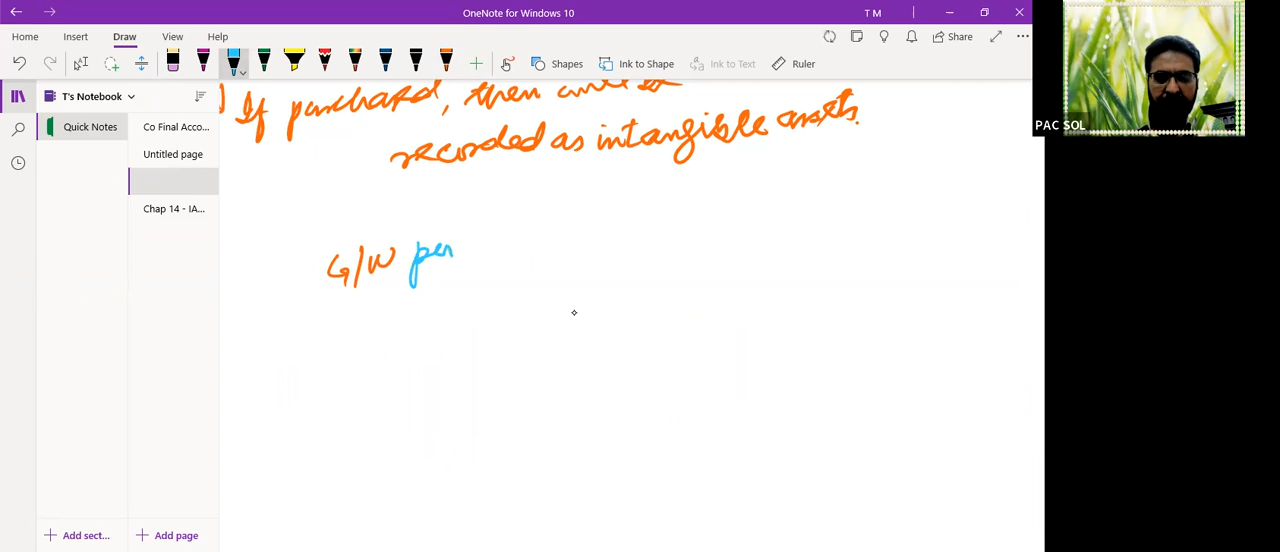 OneNote for Windows 10
T M
Home Insert Draw View Help
Share
Shapes Ink to Shape Ink to Text Ruler
T's Notebook
Quick Notes
Co Final Acco...
Untitled page
Chap 14 - IA...
) If purchased, then
recorded as intangible assets.
G/W per
Add sect... Add page
PAC SOL